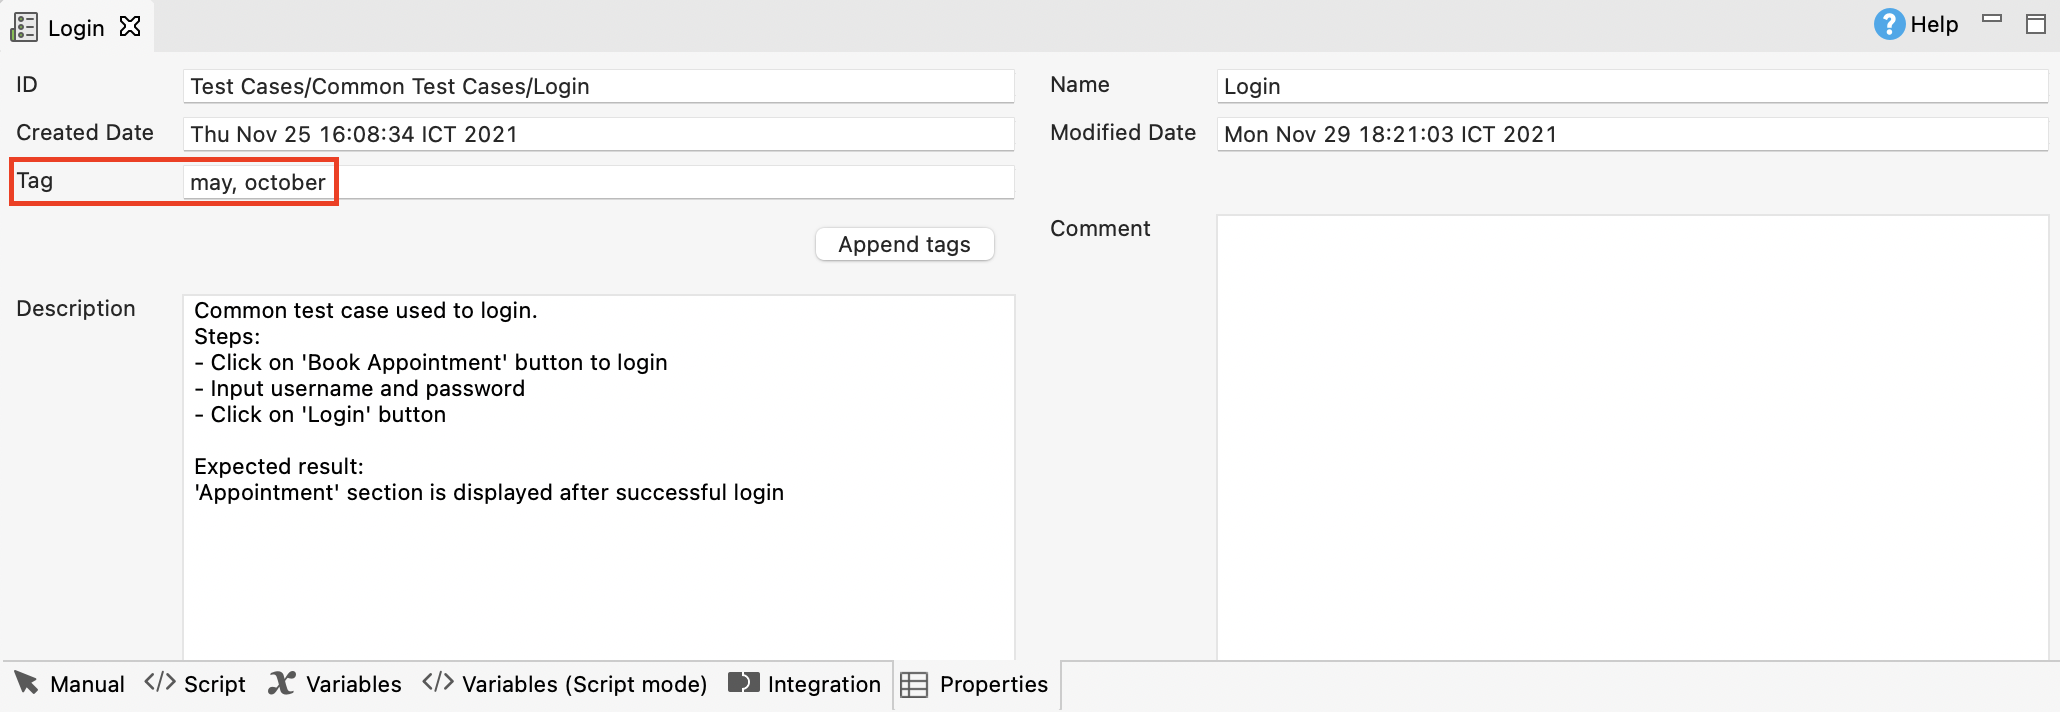 Login
Help
ID Test Cases/Common Test Cases/Login
Name Login
Created Date Thu Nov 25 16:08:34 ICT 2021
Modified Date Mon Nov 29 18:21:03 ICT 2021
Tag may, october
Append tags
Comment
Description
Common test case used to login.
Steps:
- Click on 'Book Appointment' button to login
- Input username and password
- Click on 'Login' button
Expected result:
'Appointment' section is displayed after successful login
Manual </> Script Variables </> Variables (Script mode) Integration Properties